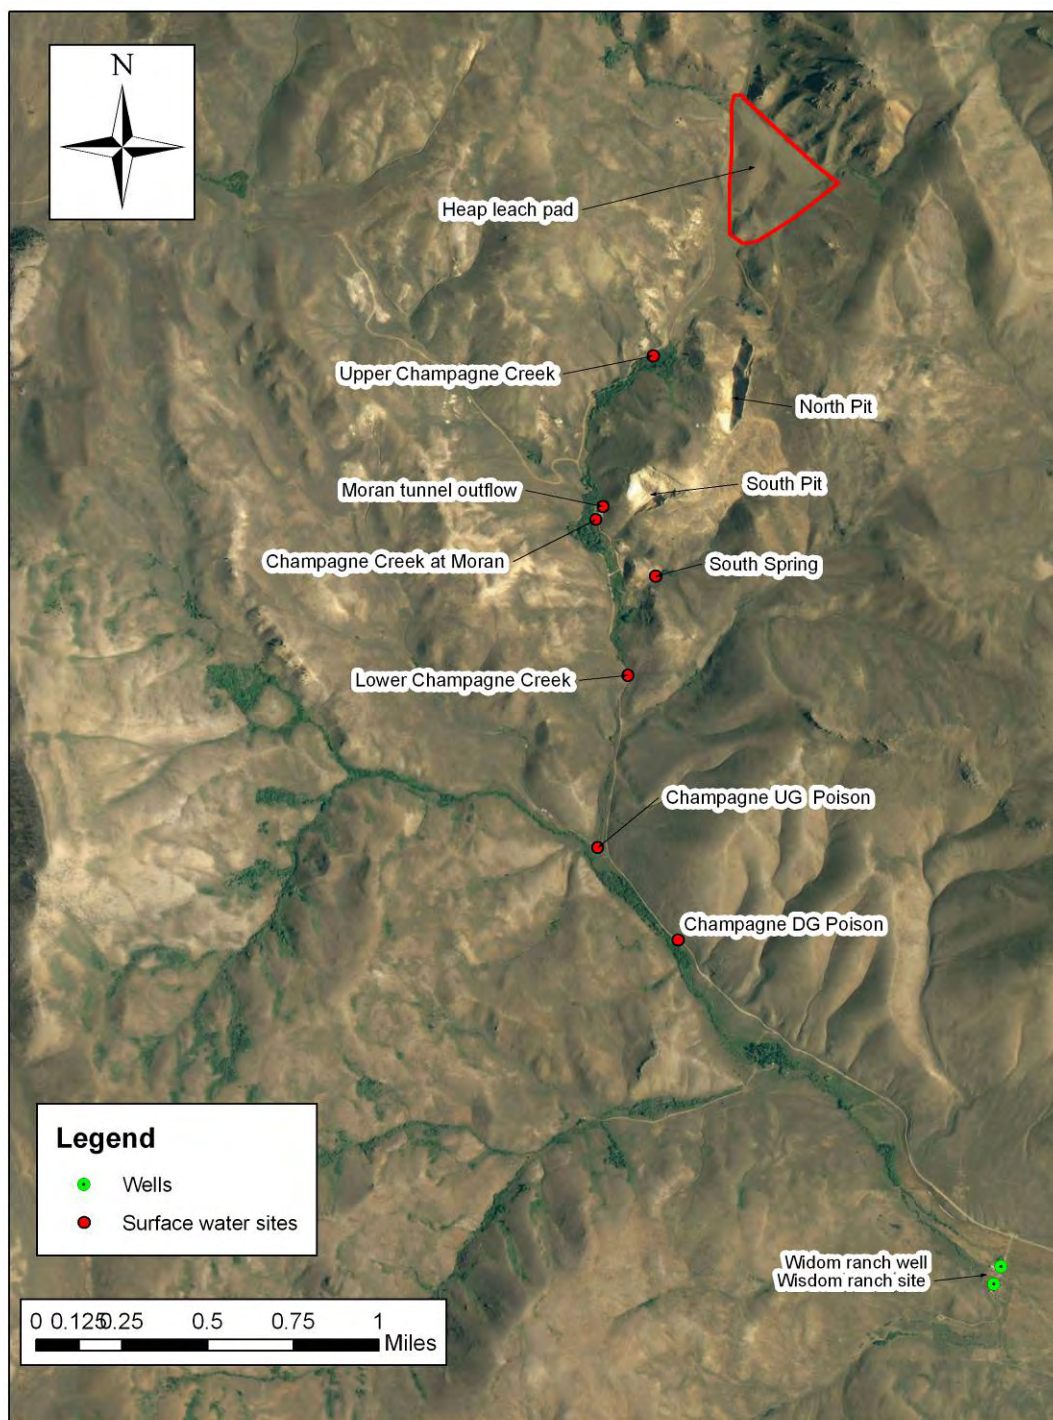 N
Heap leach pad
Upper Champagne Creek
North Pit
Moran tunnel outflow
South Pit
Champagne Creek at Moran
South Spring
Lower Champagne Creek
Champagne UG Poison
Champagne DG Poison
Legend
Wells
Surface water sites
Widom ranch well
Wisdom ranch site
0 0.125 0.25 0.5 0.75 1
Miles